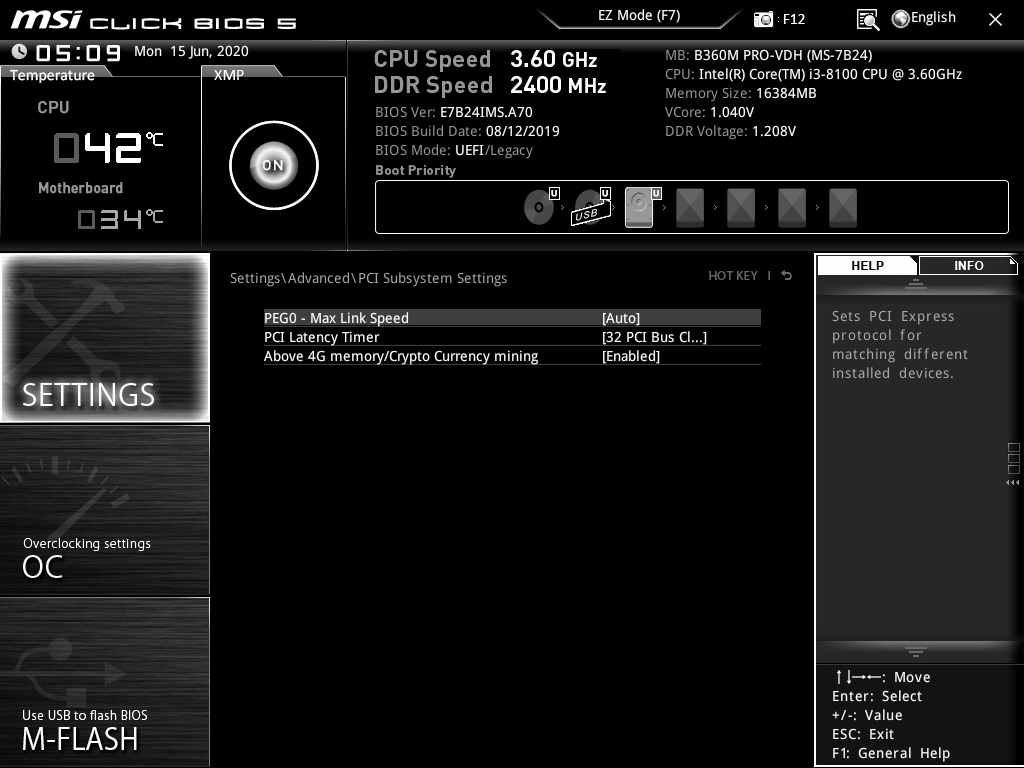 msi CLICK BIOS 5
EZ Mode (F7)
: F12
English
05:09 Mon 15 Jun, 2020
Temperature
CPU
42°C
Motherboard
34°C
XMP
ON
CPU Speed 3.60 GHz
DDR Speed 2400 MHz
BIOS Ver: E7B24IMS.A70
BIOS Build Date: 08/12/2019
BIOS Mode: UEFI/Legacy
Boot Priority
MB: B360M PRO-VDH (MS-7B24)
CPU: Intel(R) Core(TM) i3-8100 CPU @ 3.60GHz
Memory Size: 16384MB
VCore: 1.040V
DDR Voltage: 1.208V
U U U
USB
SETTINGS
Overclocking settings
OC
Use USB to flash BIOS
M-FLASH
Settings\Advanced\PCI Subsystem Settings
HOT KEY |
PEG0 - Max Link Speed [Auto]
PCI Latency Timer [32 PCI Bus Cl...]
Above 4G memory/Crypto Currency mining [Enabled]
HELP INFO
Sets PCI Express
protocol for
matching different
installed devices.
↑↓→←: Move
Enter: Select
+/-: Value
ESC: Exit
F1: General Help